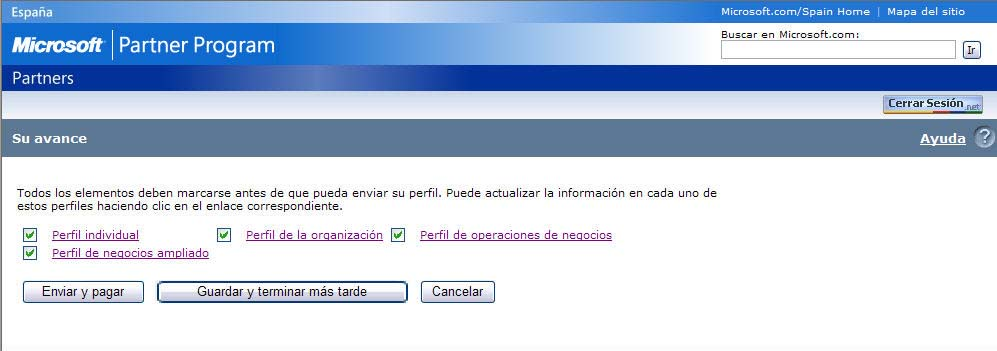 España
Microsoft.com/Spain Home | Mapa del sitio
Microsoft | Partner Program
Buscar en Microsoft.com:
Ir
Partners
Cerrar Sesión .net
Su avance
Ayuda ?
Todos los elementos deben marcarse antes de que pueda enviar su perfil. Puede actualizar la información en cada uno de
estos perfiles haciendo clic en el enlace correspondiente.
Perfil individual Perfil de la organización Perfil de operaciones de negocios
Perfil de negocios ampliado
Enviar y pagar Guardar y terminar más tarde Cancelar